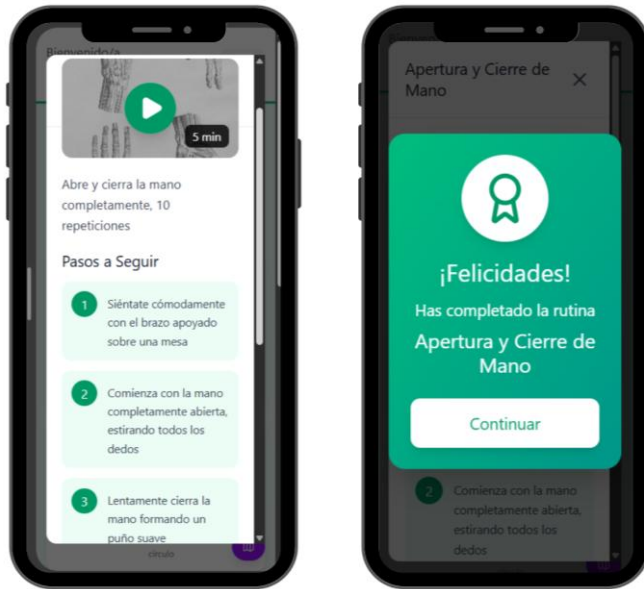 Bienvenido/a
5 min
Abre y cierra la mano
completamente, 10
repeticiones
Pasos a Seguir
1
Siéntate cómodamente
con el brazo apoyado
sobre una mesa
2
Comienza con la mano
completamente abierta,
estirando todos los
dedos
3
Lentamente cierra la
mano formando un
puño suave
círculo
Apertura y Cierre de
Mano
¡Felicidades!
Has completado la rutina
Apertura y Cierre de
Mano
Continuar
2
Comienza con la mano
completamente abierta,
estirando todos los
dedos